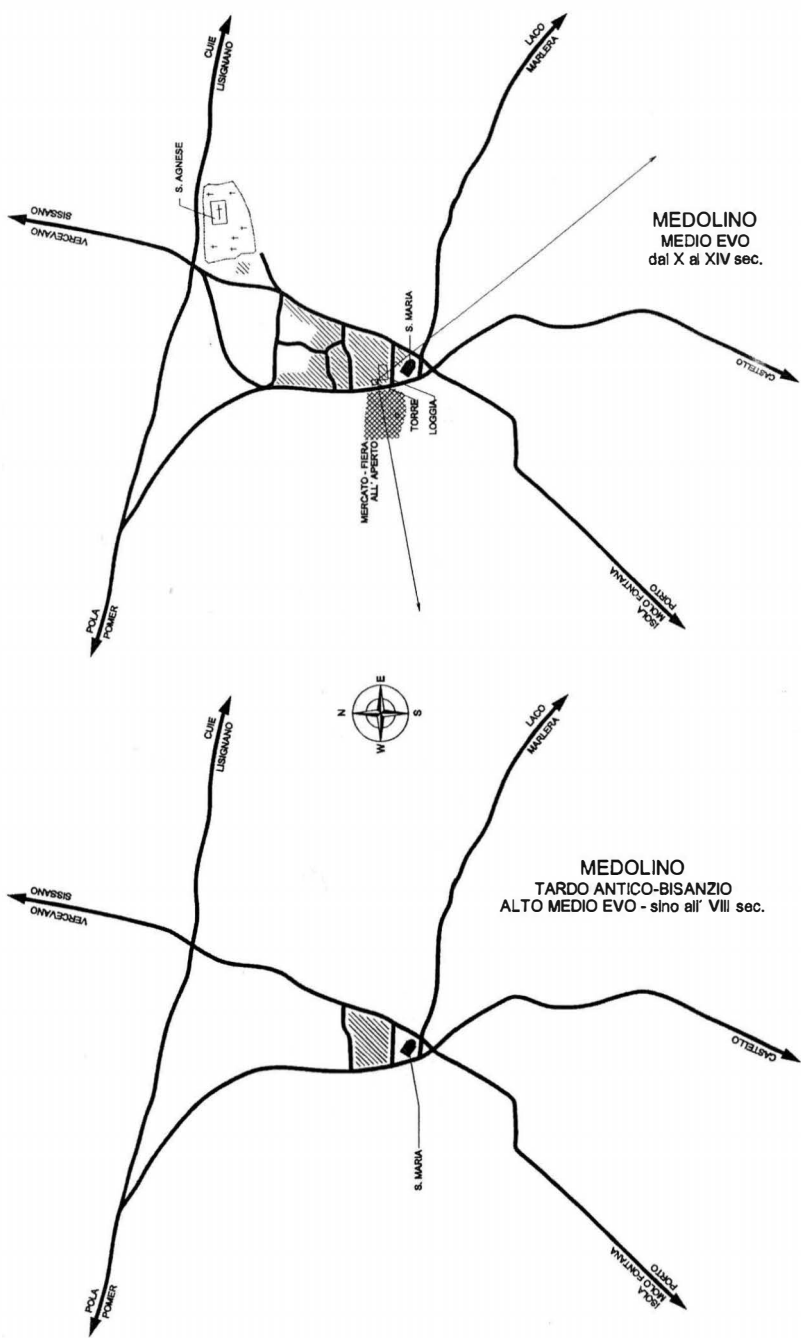 CUIE
LISIGNANO
LACO
MARLERA
S. AGNESE
VERCEVANO
SISSANO
MEDOLINO
MEDIO EVO
dal X al XIV sec.
S. MARIA
CASTELLO
TORRE
LOGGIA
MERCATO - FIERA
ALL' APERTO
POLA
POMER
ISOLA
MOLO FONTANA
PORTO
N
E
S
W
CUIE
LISIGNANO
LACO
MARLERA
VERCEVANO
SISSANO
MEDOLINO
TARDO ANTICO-BISANZIO
ALTO MEDIO EVO - sino all' VIII sec.
CASTELLO
S. MARIA
POLA
POMER
ISOLA
MOLO FONTANA
PORTO